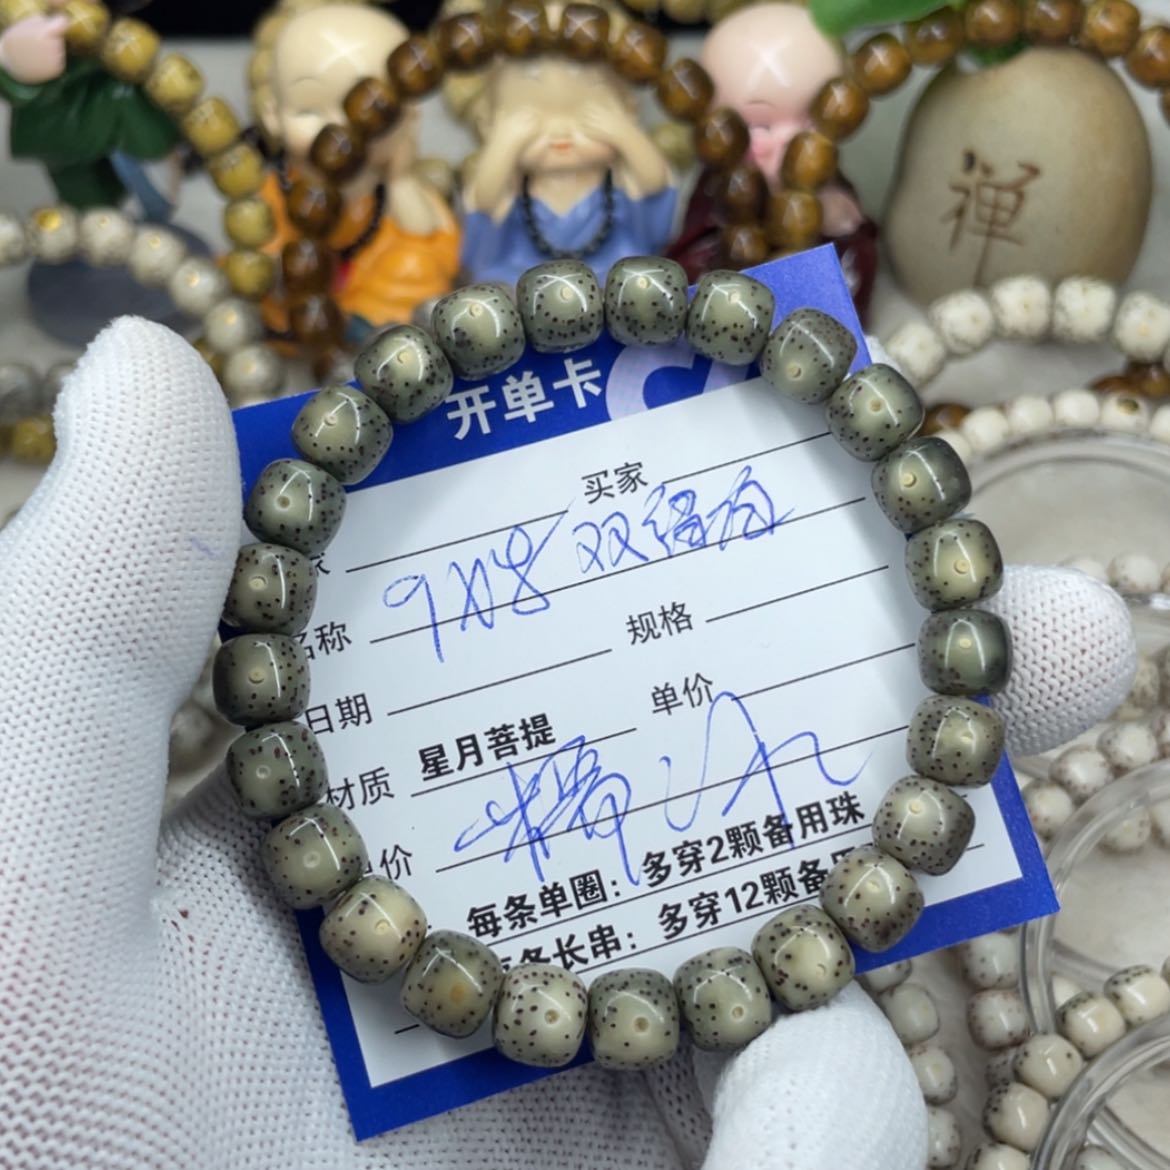 禅
开单卡
买家
9x8 双
名称
规格
日期
单价
材质 星月菩提
价
每条单圈：多穿2颗备用珠
条长串：多穿12颗备